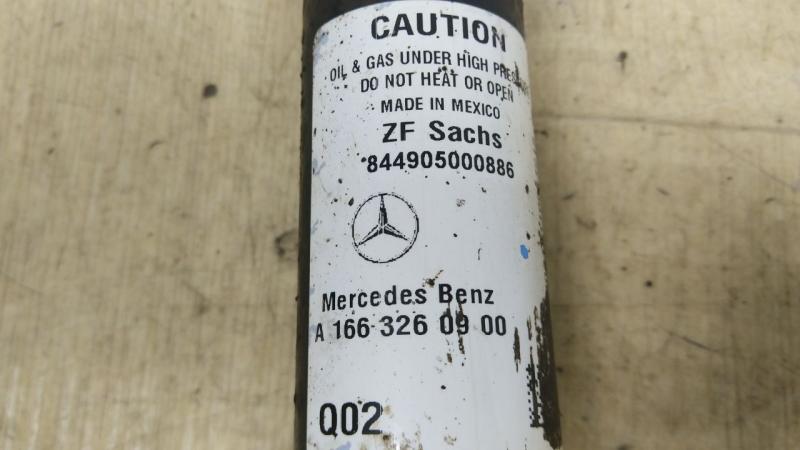 CAUTION
OIL & GAS UNDER HIGH PRESSURE
DO NOT HEAT OR OPEN
MADE IN MEXICO
ZF Sachs
844905000886
Mercedes Benz
A 166 326 09 00
Q02